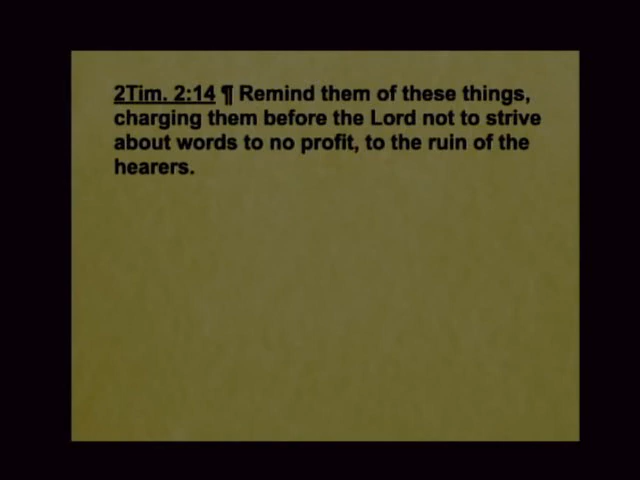 2Tim. 2:14 ¶ Remind them of these things,
charging them before the Lord not to strive
about words to no profit, to the ruin of the
hearers.